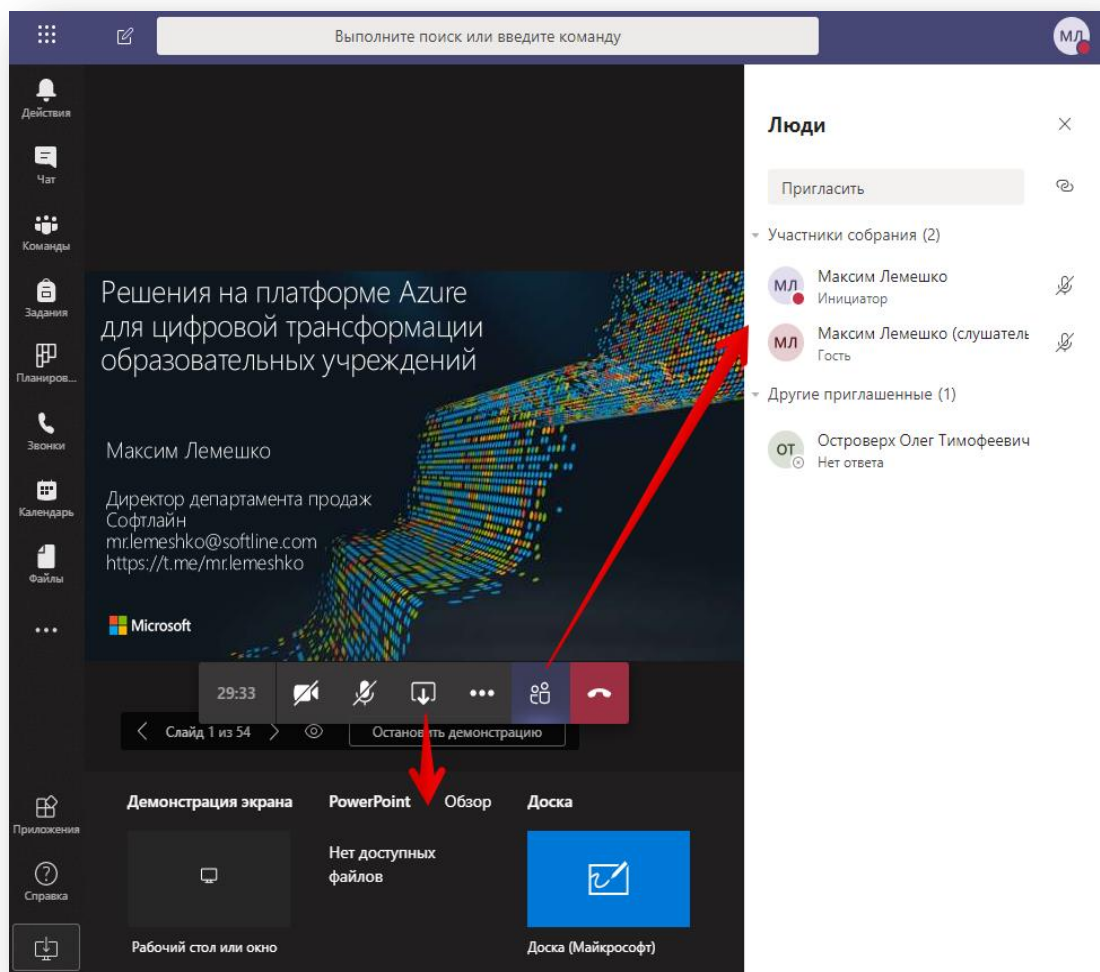 Выполните поиск или введите команду
МЛ
Действия
Чат
Команды
Задания
Планиров...
Звонки
Календарь
Файлы
Приложения
Справка
Решения на платформе Azure
для цифровой трансформации
образовательных учреждений
Максим Лемешко
Директор департамента продаж
Софтлайн
mr.lemeshko@softline.com
https://t.me/mr.lemeshko
Microsoft
29:33
Слайд 1 из 54
Остановить демонстрацию
Демонстрация экрана
PowerPoint
Обзор
Доска
Нет доступных
файлов
Рабочий стол или окно
Доска (Майкрософт)
Люди
Пригласить
Участники собрания (2)
МЛ
Максим Лемешко
Инициатор
МЛ
Максим Лемешко (слушатель
Гость
Другие приглашенные (1)
ОТ
Островерх Олег Тимофеевич
Нет ответа